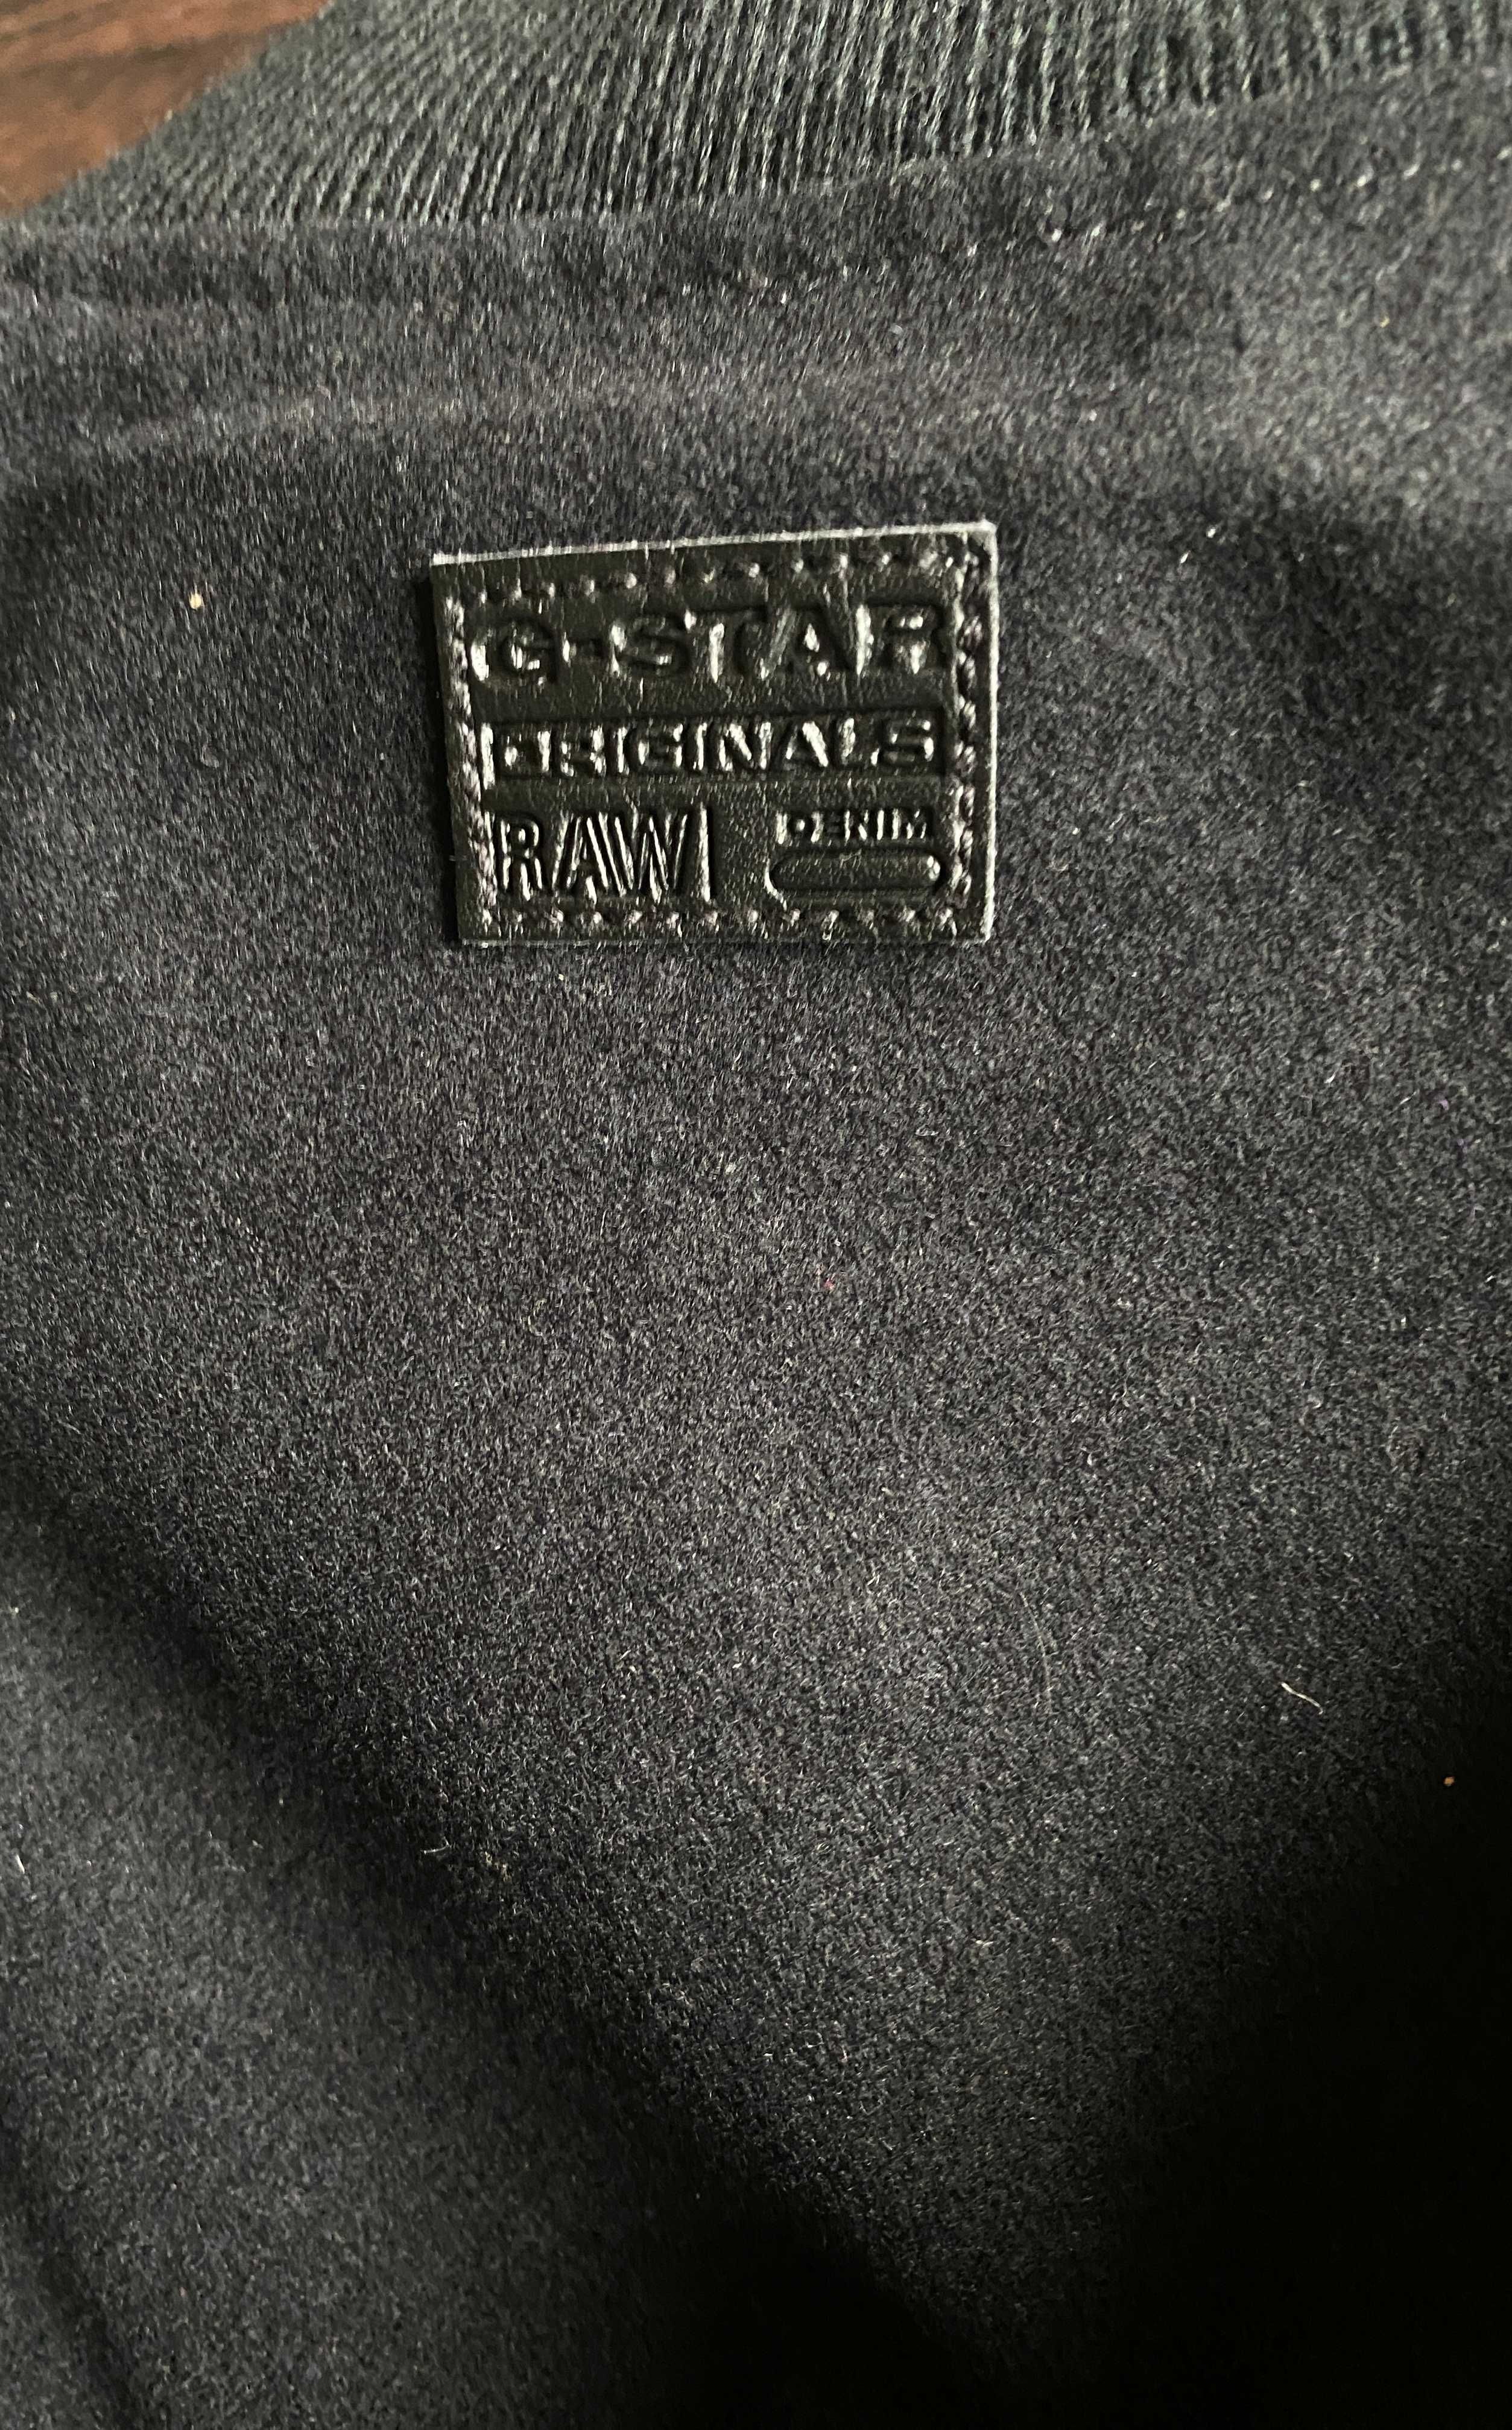 G-STAR
ORIGINALS
RAW DENIM